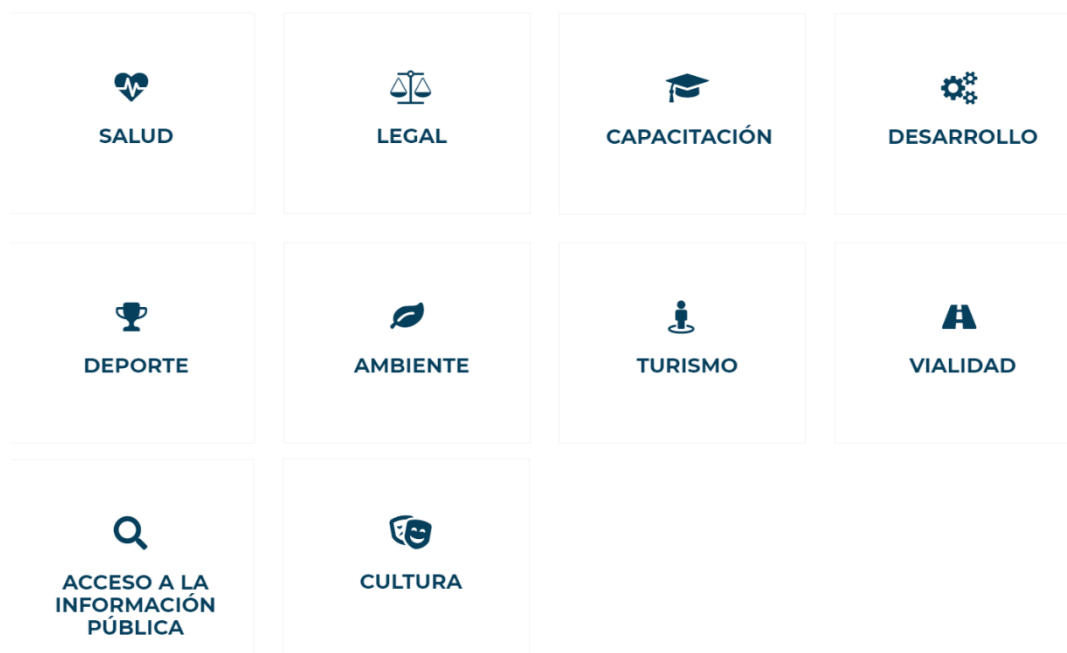 SALUD
LEGAL
CAPACITACIÓN
DESARROLLO
DEPORTE
AMBIENTE
TURISMO
VIALIDAD
ACCESO A LA
INFORMACIÓN
PÚBLICA
CULTURA